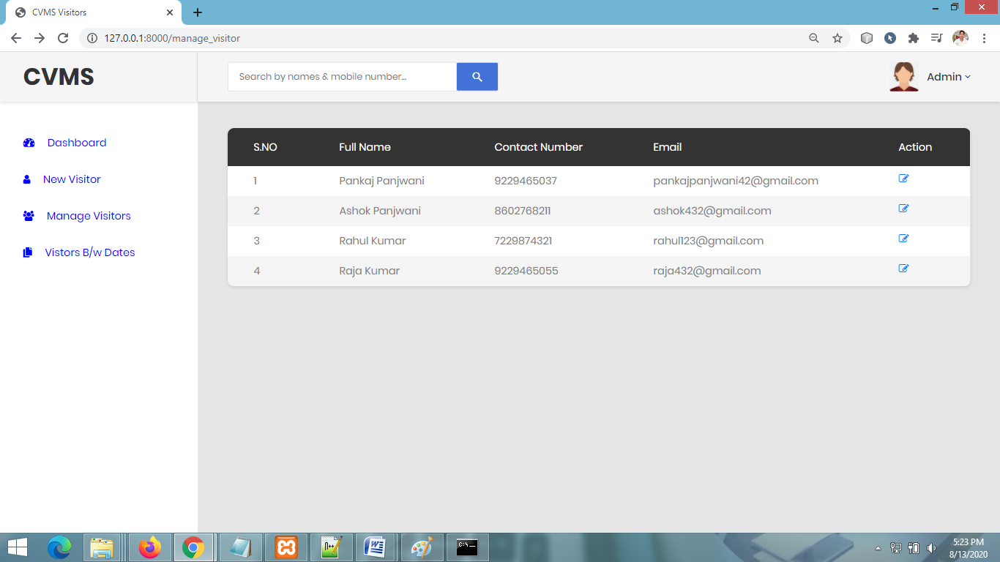 CVMS Visitors
127.0.0.1:8000/manage_visitor
CVMS
Search by names & mobile number...
Admin
Dashboard
New Visitor
Manage Visitors
Vistors B/w Dates
S.NO Full Name Contact Number Email Action
1 Pankaj Panjwani 9229465037 pankajpanjwani42@gmail.com
2 Ashok Panjwani 8602768211 ashok432@gmail.com
3 Rahul Kumar 7229874321 rahul123@gmail.com
4 Raja Kumar 9229465055 raja432@gmail.com
5:23 PM
8/13/2020